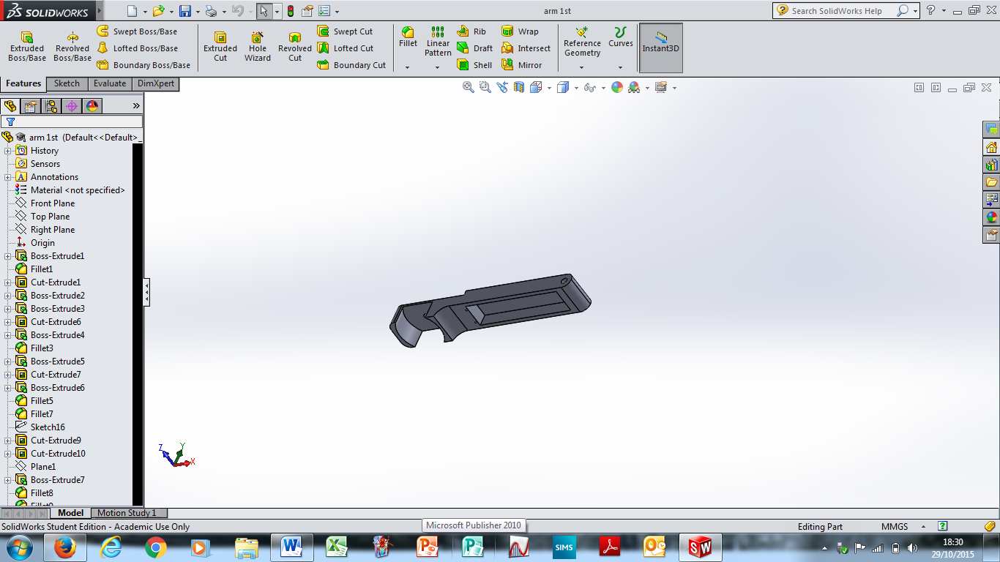 SOLIDWORKS
arm 1st
Search SolidWorks Help
Extruded Boss/Base
Revolved Boss/Base
Swept Boss/Base
Lofted Boss/Base
Boundary Boss/Base
Extruded Cut
Hole Wizard
Revolved Cut
Swept Cut
Lofted Cut
Boundary Cut
Fillet
Linear Pattern
Rib
Draft
Shell
Wrap
Intersect
Mirror
Reference Geometry
Curves
Instant3D
Features
Sketch
Evaluate
DimXpert
arm 1st (Default<<Default>_
History
Sensors
Annotations
Material <not specified>
Front Plane
Top Plane
Right Plane
Origin
Boss-Extrude1
Fillet1
Cut-Extrude1
Boss-Extrude2
Boss-Extrude3
Cut-Extrude6
Boss-Extrude4
Fillet3
Boss-Extrude5
Cut-Extrude7
Boss-Extrude6
Fillet5
Fillet7
Sketch16
Cut-Extrude9
Cut-Extrude10
Plane1
Boss-Extrude7
Fillet8
Fillet9
Z
Y
X
Model
Motion Study 1
SolidWorks Student Edition - Academic Use Only
Microsoft Publisher 2010
Editing Part
MMGS
SIMS
SW
18:30
29/10/2015